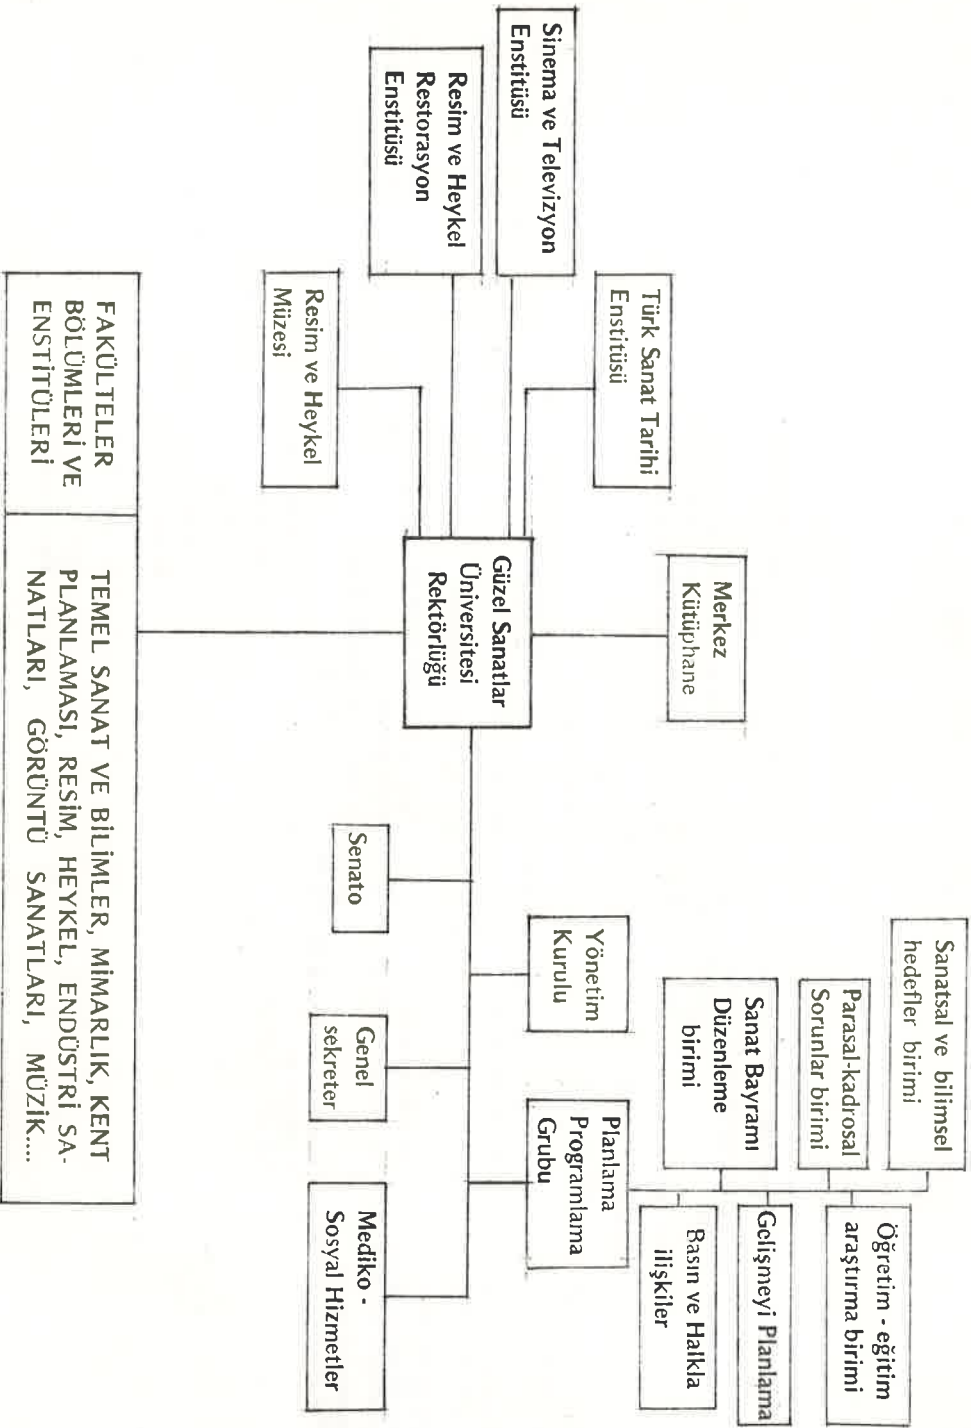 Sinema ve Televizyon
Enstitüsü
Resim ve Heykel
Restorasyon
Enstitüsü
Türk Sanat Tarihi
Enstitüsü
Resim ve Heykel
Müzesi
Merkez
Kütüphane
Güzel Sanatlar
Üniversitesi
Rektörlüğü
Senato
Yönetim
Kurulu
Genel
sekreter
Planlama
Programlama
Grubu
Mediko -
Sosyal Hizmetler
Sanatsal ve bilimsel
hedefler birimi
Parasal-kadrosal
Sorunlar birimi
Sanat Bayramı
Düzenleme
birimi
Öğretim - eğitim
araştırma birimi
Gelişmeyi Planlama
Basın ve Halkla
ilişkiler
FAKÜLTELER
BÖLÜMLERİ VE
ENSTİTÜLERİ
TEMEL SANAT VE BİLİMLER, MİMARLIK, KENT
PLANLAMASI, RESİM, HEYKEL, ENDÜSTRİ SA-
NATLARI, GÖRÜNTÜ SANATLARI, MÜZİK....